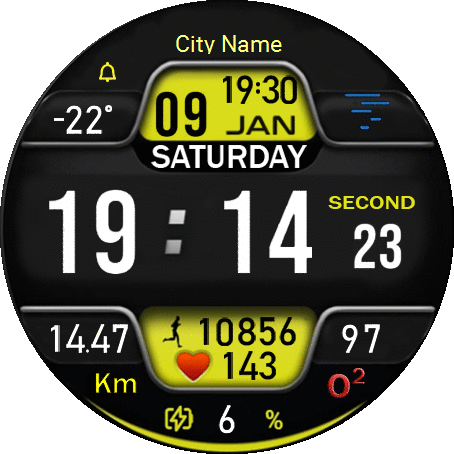 City Name
-22°
09
19:30
JAN
SATURDAY
19:14
SECOND
23
14.47
Km
10856
143
97
O²
6 %